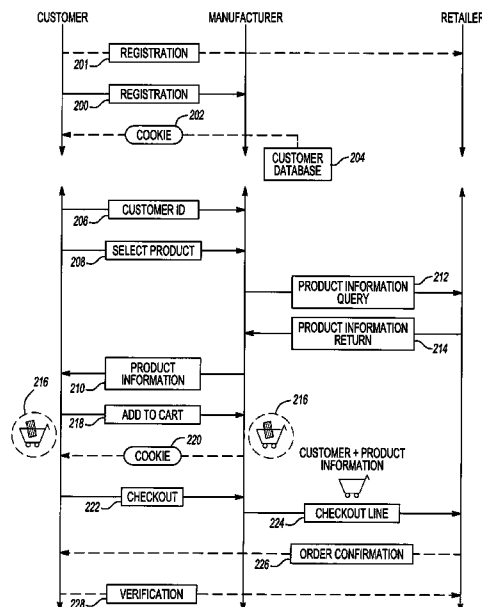 CUSTOMER MANUFACTURER RETAILER
REGISTRATION
201
REGISTRATION
200
202
COOKIE
CUSTOMER
DATABASE
204
CUSTOMER ID
206
SELECT PRODUCT
208
212
PRODUCT INFORMATION
QUERY
PRODUCT INFORMATION
RETURN
214
PRODUCT
INFORMATION
210
216
ADD TO CART
218
216
220
COOKIE
CUSTOMER + PRODUCT
INFORMATION
CHECKOUT
222
CHECKOUT LINE
224
ORDER CONFIRMATION
226
VERIFICATION
228